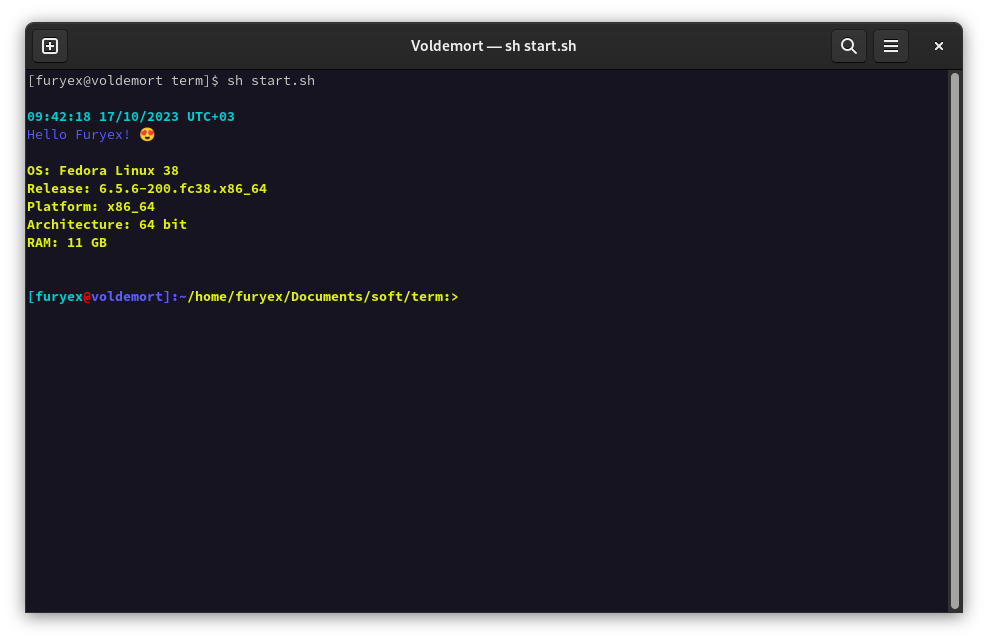 Voldemort — sh start.sh
[furyex@voldemort term]$ sh start.sh
09:42:18 17/10/2023 UTC+03
Hello Furyex! 😍
OS: Fedora Linux 38
Release: 6.5.6-200.fc38.x86_64
Platform: x86_64
Architecture: 64 bit
RAM: 11 GB
[furyex@voldemort]:~/home/furyex/Documents/soft/term:>